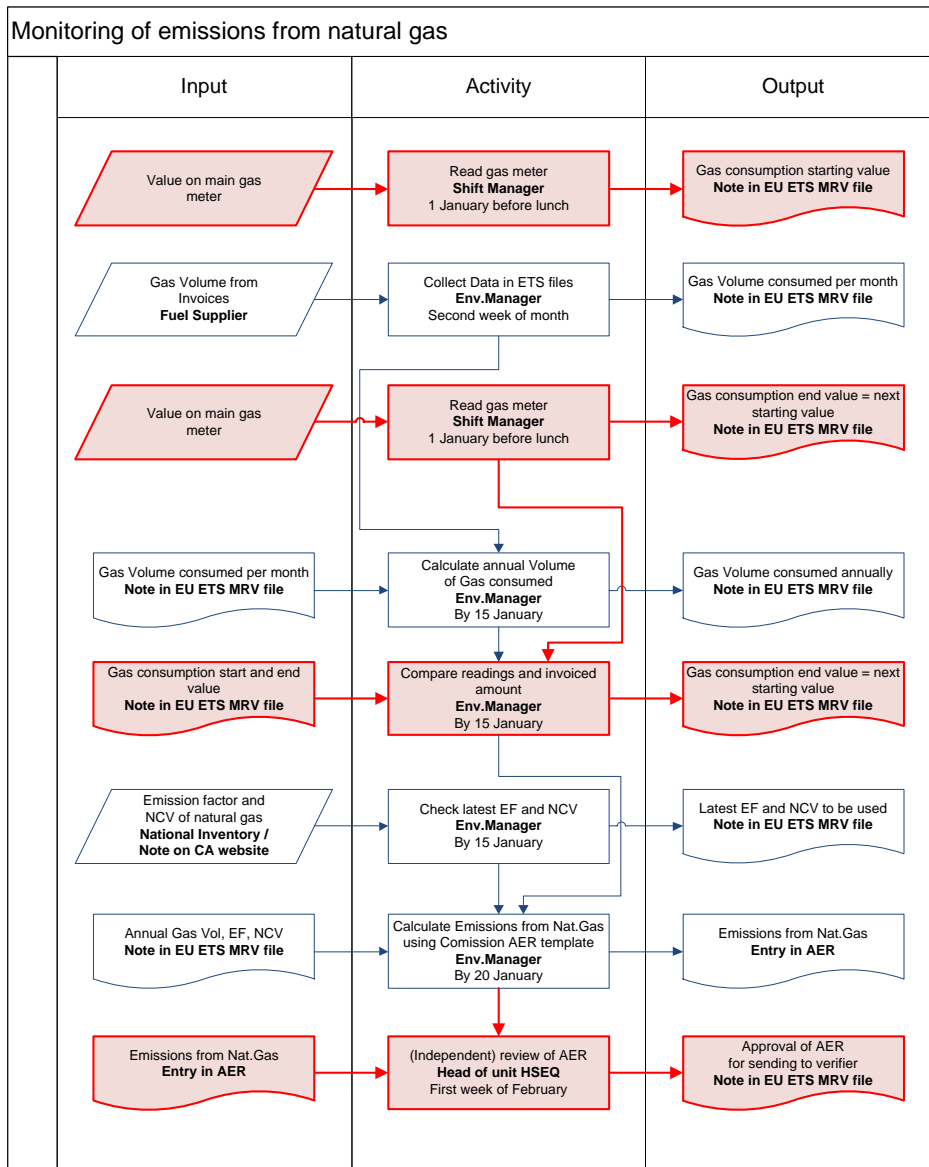 Monitoring of emissions from natural gas
Input
Activity
Output
Value on main gas
meter
Read gas meter
Shift Manager
1 January before lunch
Gas consumption starting value
Note in EU ETS MRV file
Gas Volume from
Invoices
Fuel Supplier
Collect Data in ETS files
Env.Manager
Second week of month
Gas Volume consumed per month
Note in EU ETS MRV file
Value on main gas
meter
Read gas meter
Shift Manager
1 January before lunch
Gas consumption end value = next
starting value
Note in EU ETS MRV file
Gas Volume consumed per month
Note in EU ETS MRV file
Calculate annual Volume
of Gas consumed
Env.Manager
By 15 January
Gas Volume consumed annually
Note in EU ETS MRV file
Gas consumption start and end
value
Note in EU ETS MRV file
Compare readings and invoiced
amount
Env.Manager
By 15 January
Gas consumption end value = next
starting value
Note in EU ETS MRV file
Emission factor and
NCV of natural gas
National Inventory /
Note on CA website
Check latest EF and NCV
Env.Manager
By 15 January
Latest EF and NCV to be used
Note in EU ETS MRV file
Annual Gas Vol, EF, NCV
Note in EU ETS MRV file
Calculate Emissions from Nat.Gas
using Comission AER template
Env.Manager
By 20 January
Emissions from Nat.Gas
Entry in AER
Emissions from Nat.Gas
Entry in AER
(Independent) review of AER
Head of unit HSEQ
First week of February
Approval of AER
for sending to verifier
Note in EU ETS MRV file